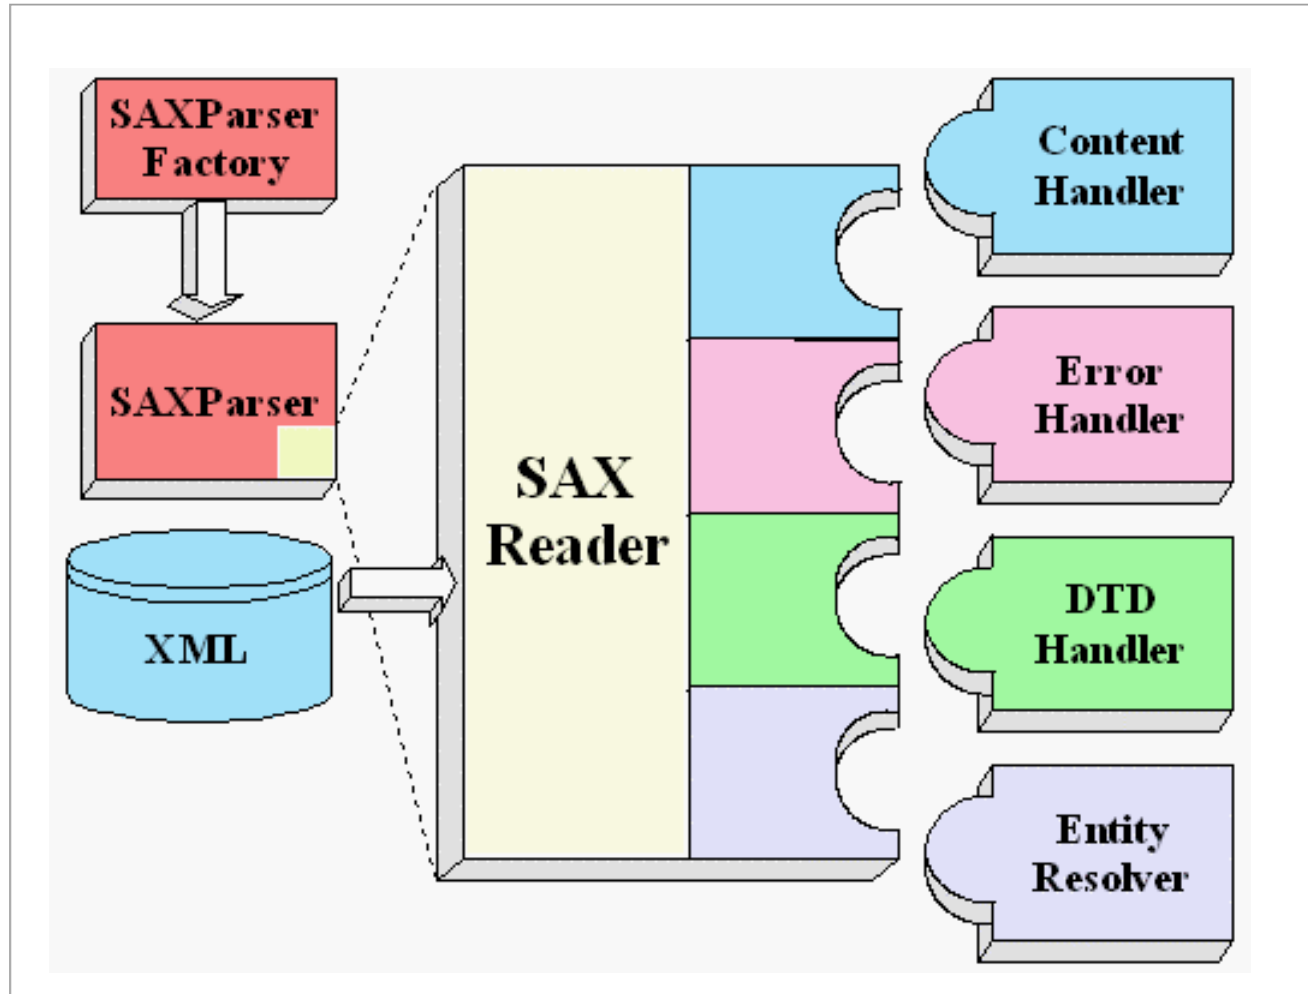 SAXParser
Factory
SAXParser
XML
SAX
Reader
Content
Handler
Error
Handler
DTD
Handler
Entity
Resolver